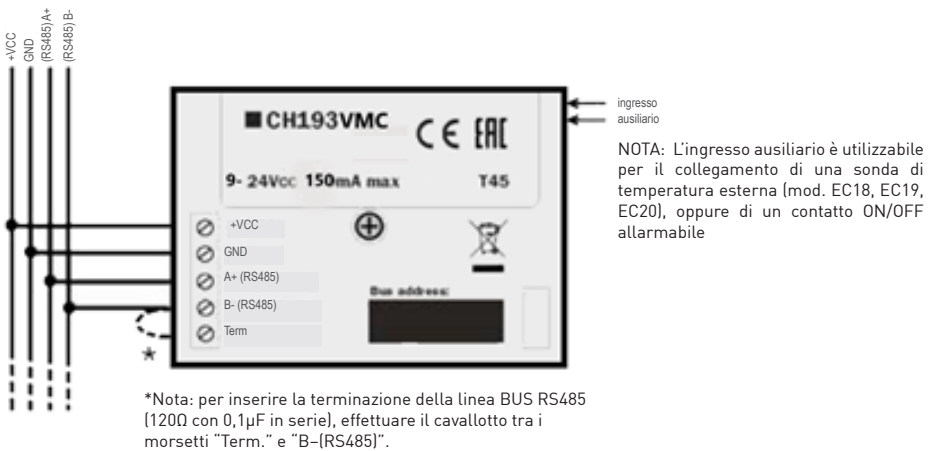 +VCC
GND
(RS485) A+
(RS485) B-
CH193VMC
CE EAC
9- 24Vcc 150mA max T45
+VCC
GND
A+ (RS485)
B- (RS485)
Term
Bus address:
*
ingresso
ausiliario
NOTA: L'ingresso ausiliario è utilizzabile
per il collegamento di una sonda di
temperatura esterna (mod. EC18, EC19,
EC20), oppure di un contatto ON/OFF
allarmabile
*Nota: per inserire la terminazione della linea BUS RS485
(120Ω con 0,1µF in serie), effettuare il cavallotto tra i
morsetti “Term.” e “B–(RS485)”.